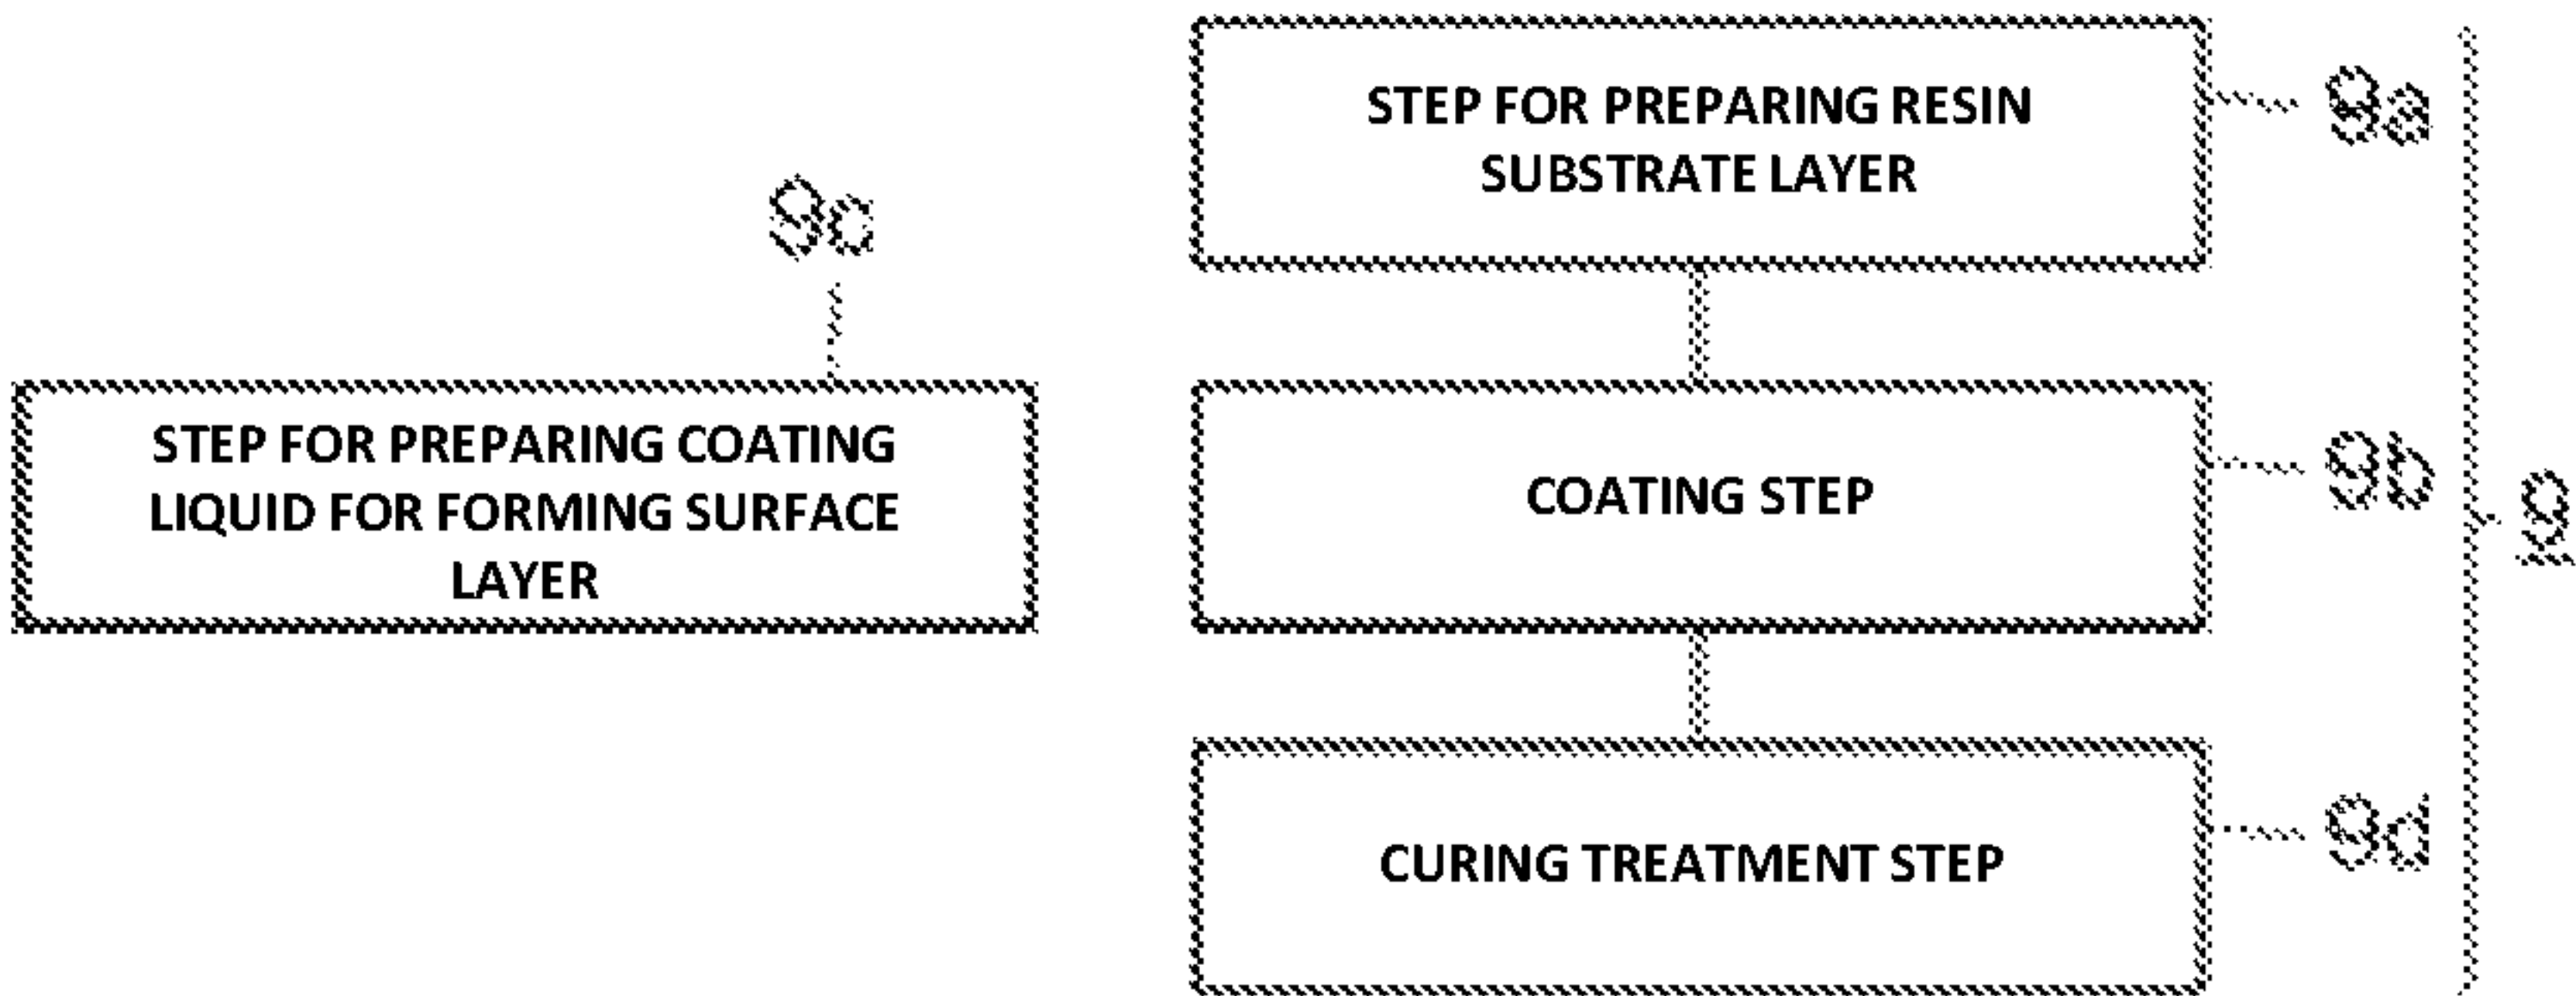 STEP FOR PREPARING RESIN
SUBSTRATE LAYER
9a
9c
STEP FOR PREPARING COATING
LIQUID FOR FORMING SURFACE
LAYER
COATING STEP
9b
9
CURING TREATMENT STEP
9d